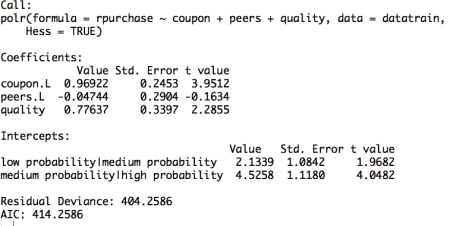 Call:
polr(formula = rpurchase ~ coupon + peers + quality, data = datatrain,
Hess = TRUE)
Coefficients:
Value Std. Error t value
coupon.L 0.96922 0.2453 3.9512
peers.L -0.04744 0.2904 -0.1634
quality 0.77637 0.3397 2.2855
Intercepts:
Value Std. Error t value
low probability|medium probability 2.1339 1.0842 1.9682
medium probability|high probability 4.5258 1.1180 4.0482
Residual Deviance: 404.2586
AIC: 414.2586